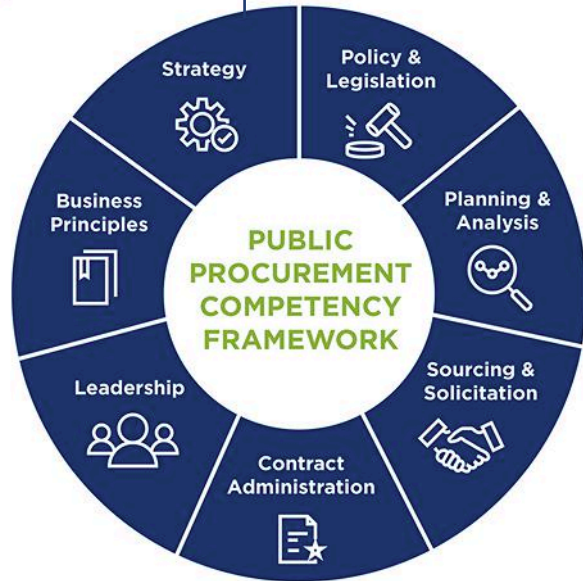 PUBLIC
PROCUREMENT
COMPETENCY
FRAMEWORK
Policy &
Legislation
Planning &
Analysis
Sourcing &
Solicitation
Contract
Administration
Leadership
Business
Principles
Strategy